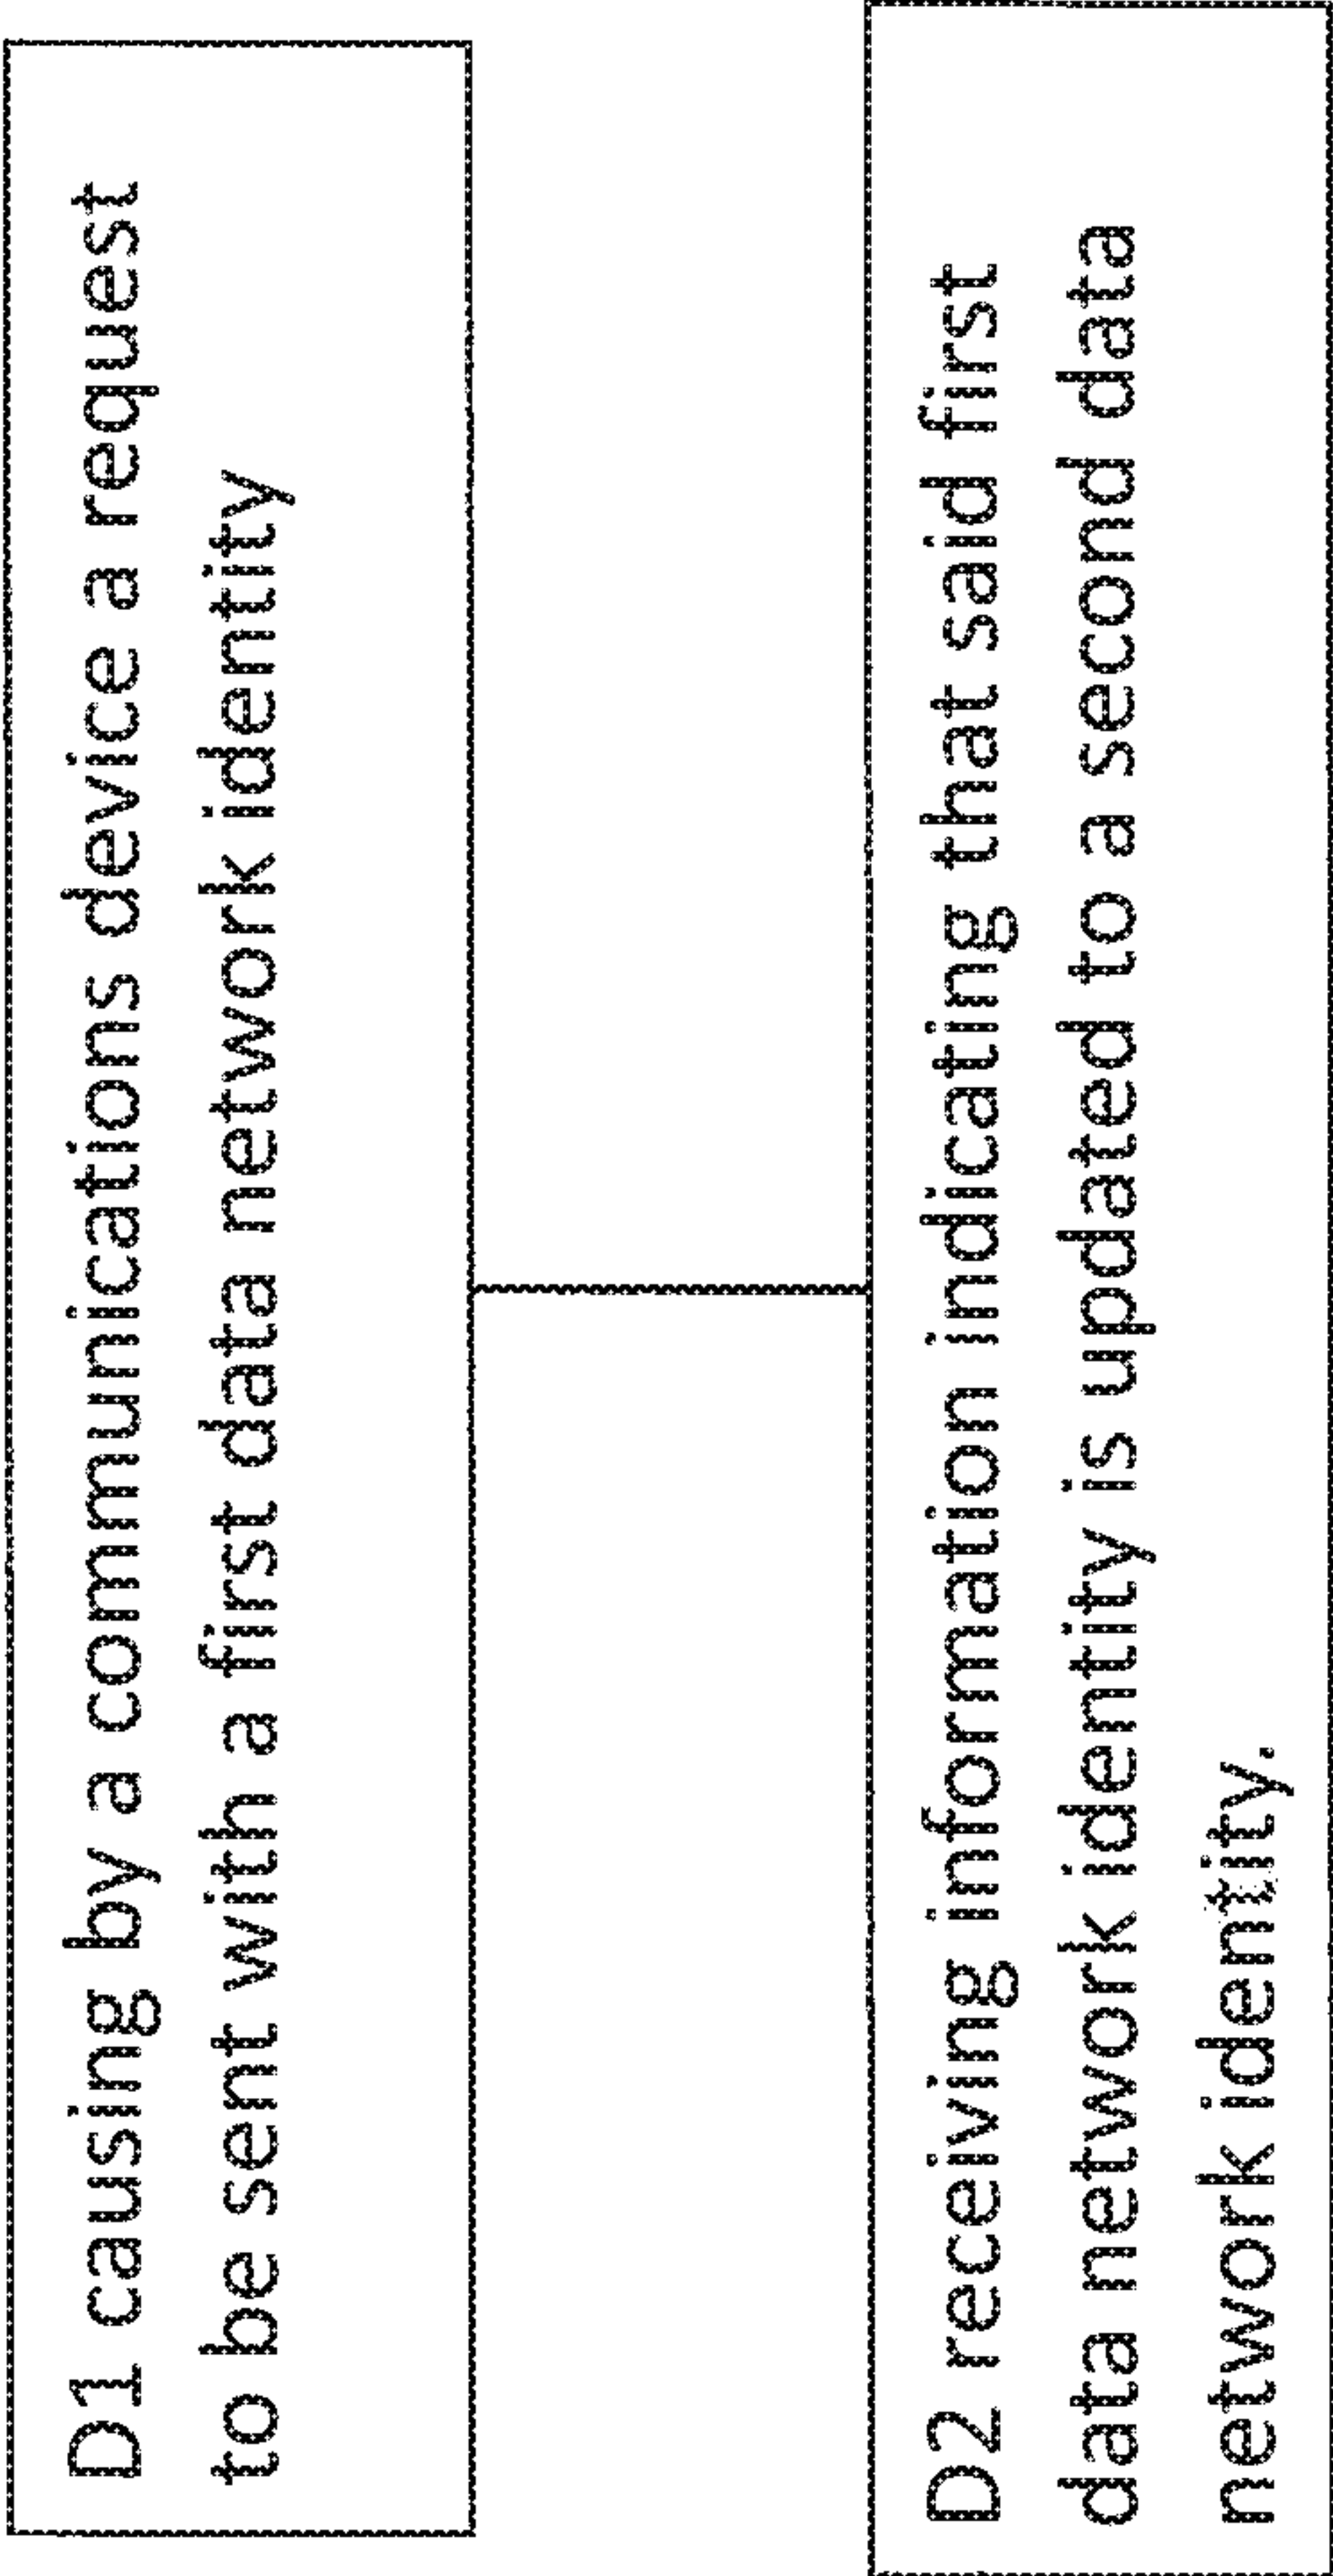 D1 causing by a communications device a request
to be sent with a first data network identity
D2 receiving information indicating that said first
data network identity is updated to a second data
network identity.